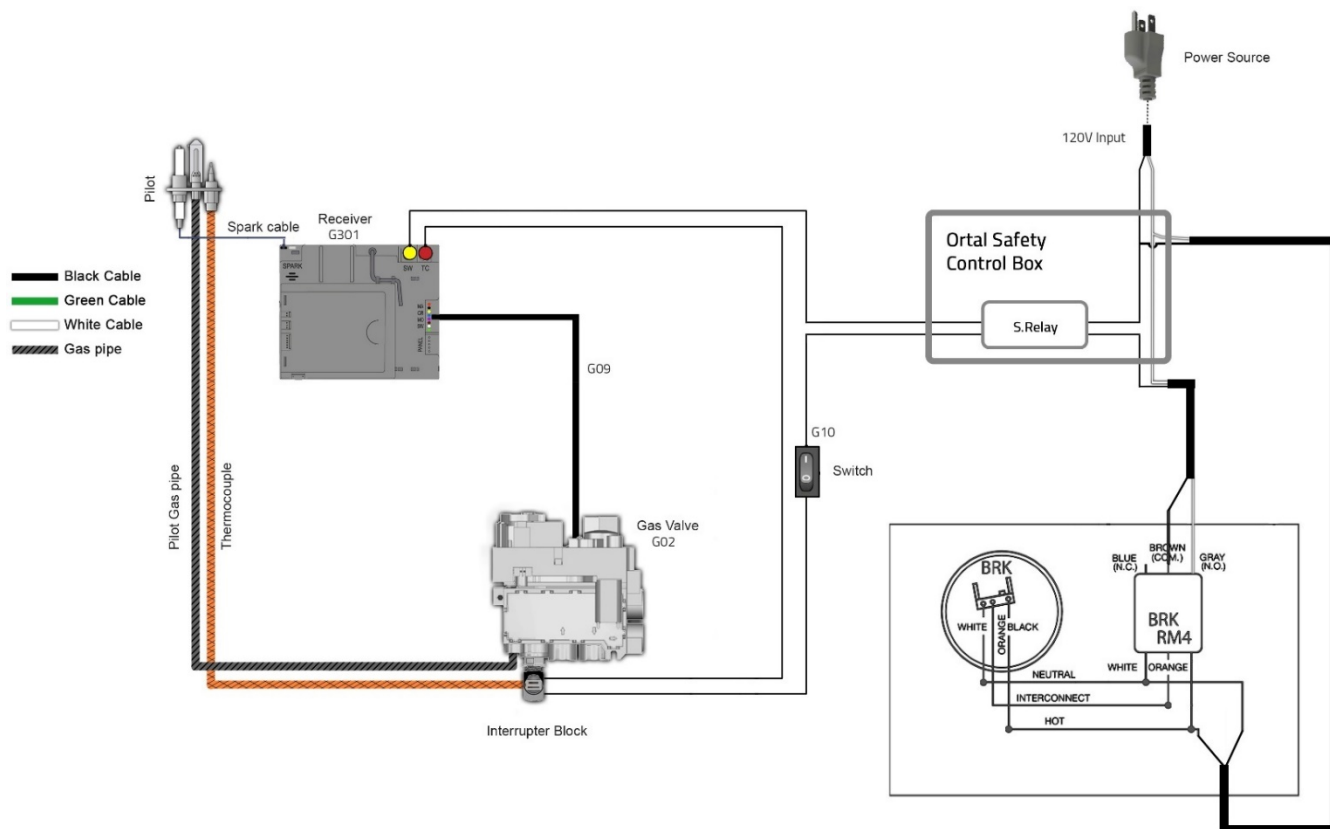 Power Source
120V Input
Pilot
Spark cable
Receiver
G301
SPARK
SW
TC
PANEL
Ortal Safety
Control Box
S.Relay
Black Cable
Green Cable
White Cable
Gas pipe
G09
G10
Switch
Pilot Gas pipe
Thermocouple
Gas Valve
G02
Interrupter Block
BRK
WHITE
ORANGE
BLACK
BLUE
(N.C.)
BROWN
(COM.)
GRAY
(N.O.)
BRK
RM4
WHITE
ORANGE
NEUTRAL
INTERCONNECT
HOT